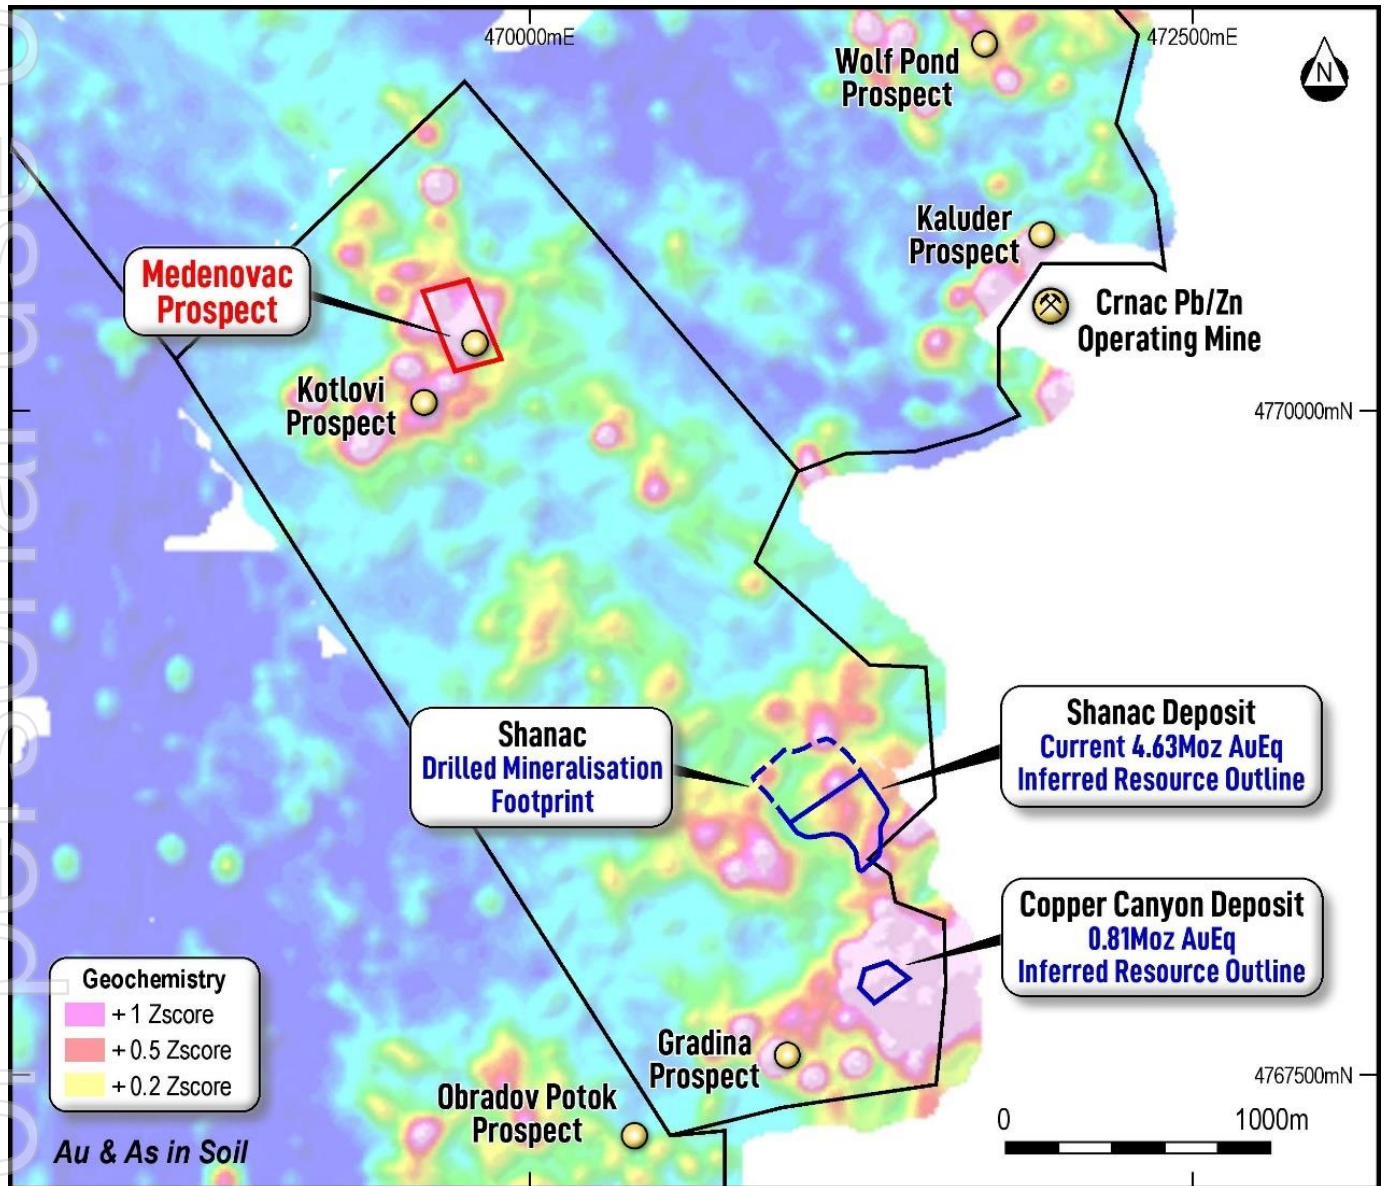 470000mE
472500mE
N
Wolf Pond
Prospect
Kaluder
Prospect
Medenovac
Prospect
Crnac Pb/Zn
Operating Mine
Kotlovi
Prospect
4770000mN
Shanac
Drilled Mineralisation
Footprint
Shanac Deposit
Current 4.63Moz AuEq
Inferred Resource Outline
Copper Canyon Deposit
0.81Moz AuEq
Inferred Resource Outline
Geochemistry
+ 1 Zscore
+ 0.5 Zscore
+ 0.2 Zscore
Au & As in Soil
Gradina
Prospect
Obradov Potok
Prospect
4767500mN
0 1000m
or personal use o